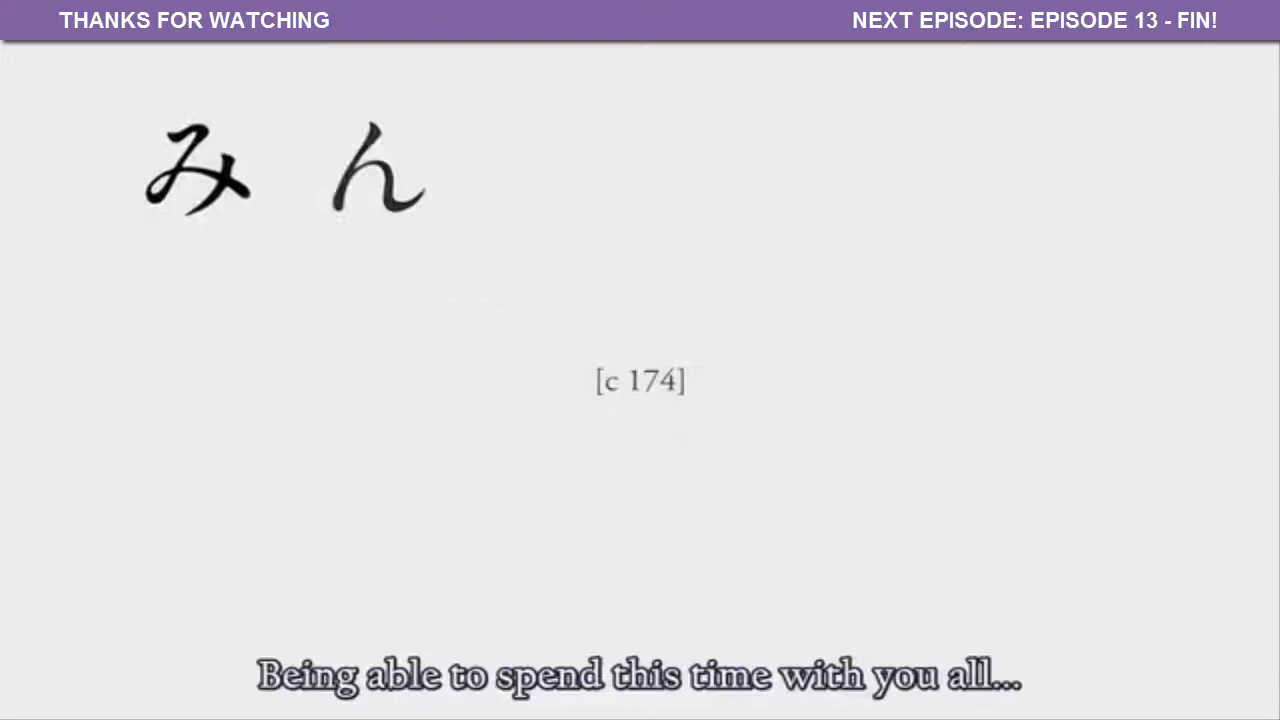 THANKS FOR WATCHING
NEXT EPISODE: EPISODE 13 - FIN!
み ん
[c 174]
Being able to spend this time with you all...